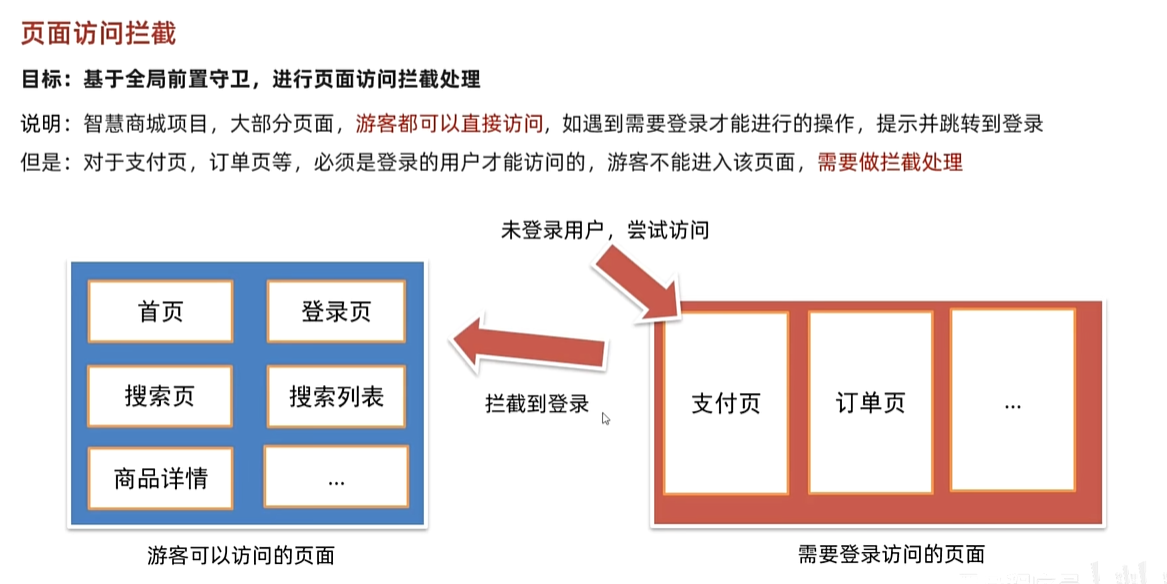 页面访问拦截
目标：基于全局前置守卫，进行页面访问拦截处理
说明：智慧商城项目，大部分页面，游客都可以直接访问, 如遇到需要登录才能进行的操作，提示并跳转到登录
但是：对于支付页，订单页等，必须是登录的用户才能访问的，游客不能进入该页面，需要做拦截处理
未登录用户，尝试访问
首页
登录页
搜索页
搜索列表
商品详情
...
拦截到登录
支付页
订单页
...
游客可以访问的页面
需要登录访问的页面